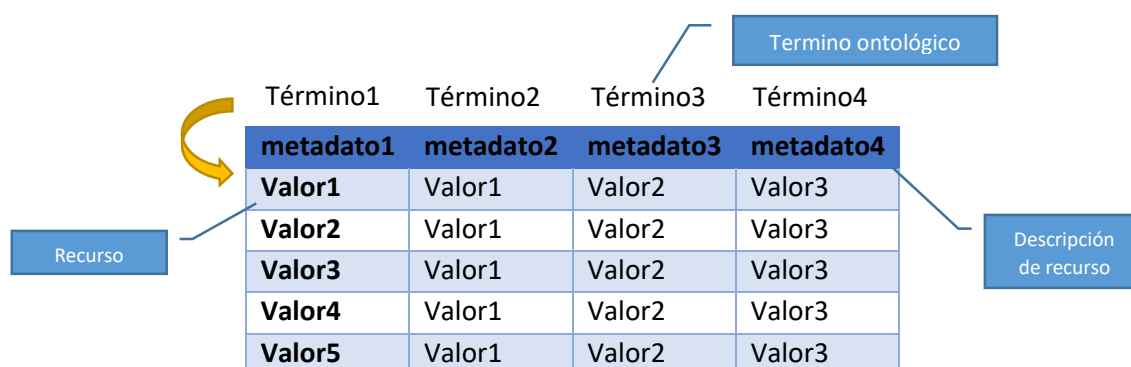 Termino ontológico
Término1 Término2 Término3 Término4
metadato1 metadato2 metadato3 metadato4
Valor1 Valor1 Valor2 Valor3
Valor2 Valor1 Valor2 Valor3
Recurso
Descripción
de recurso
Valor3 Valor1 Valor2 Valor3
Valor4 Valor1 Valor2 Valor3
Valor5 Valor1 Valor2 Valor3